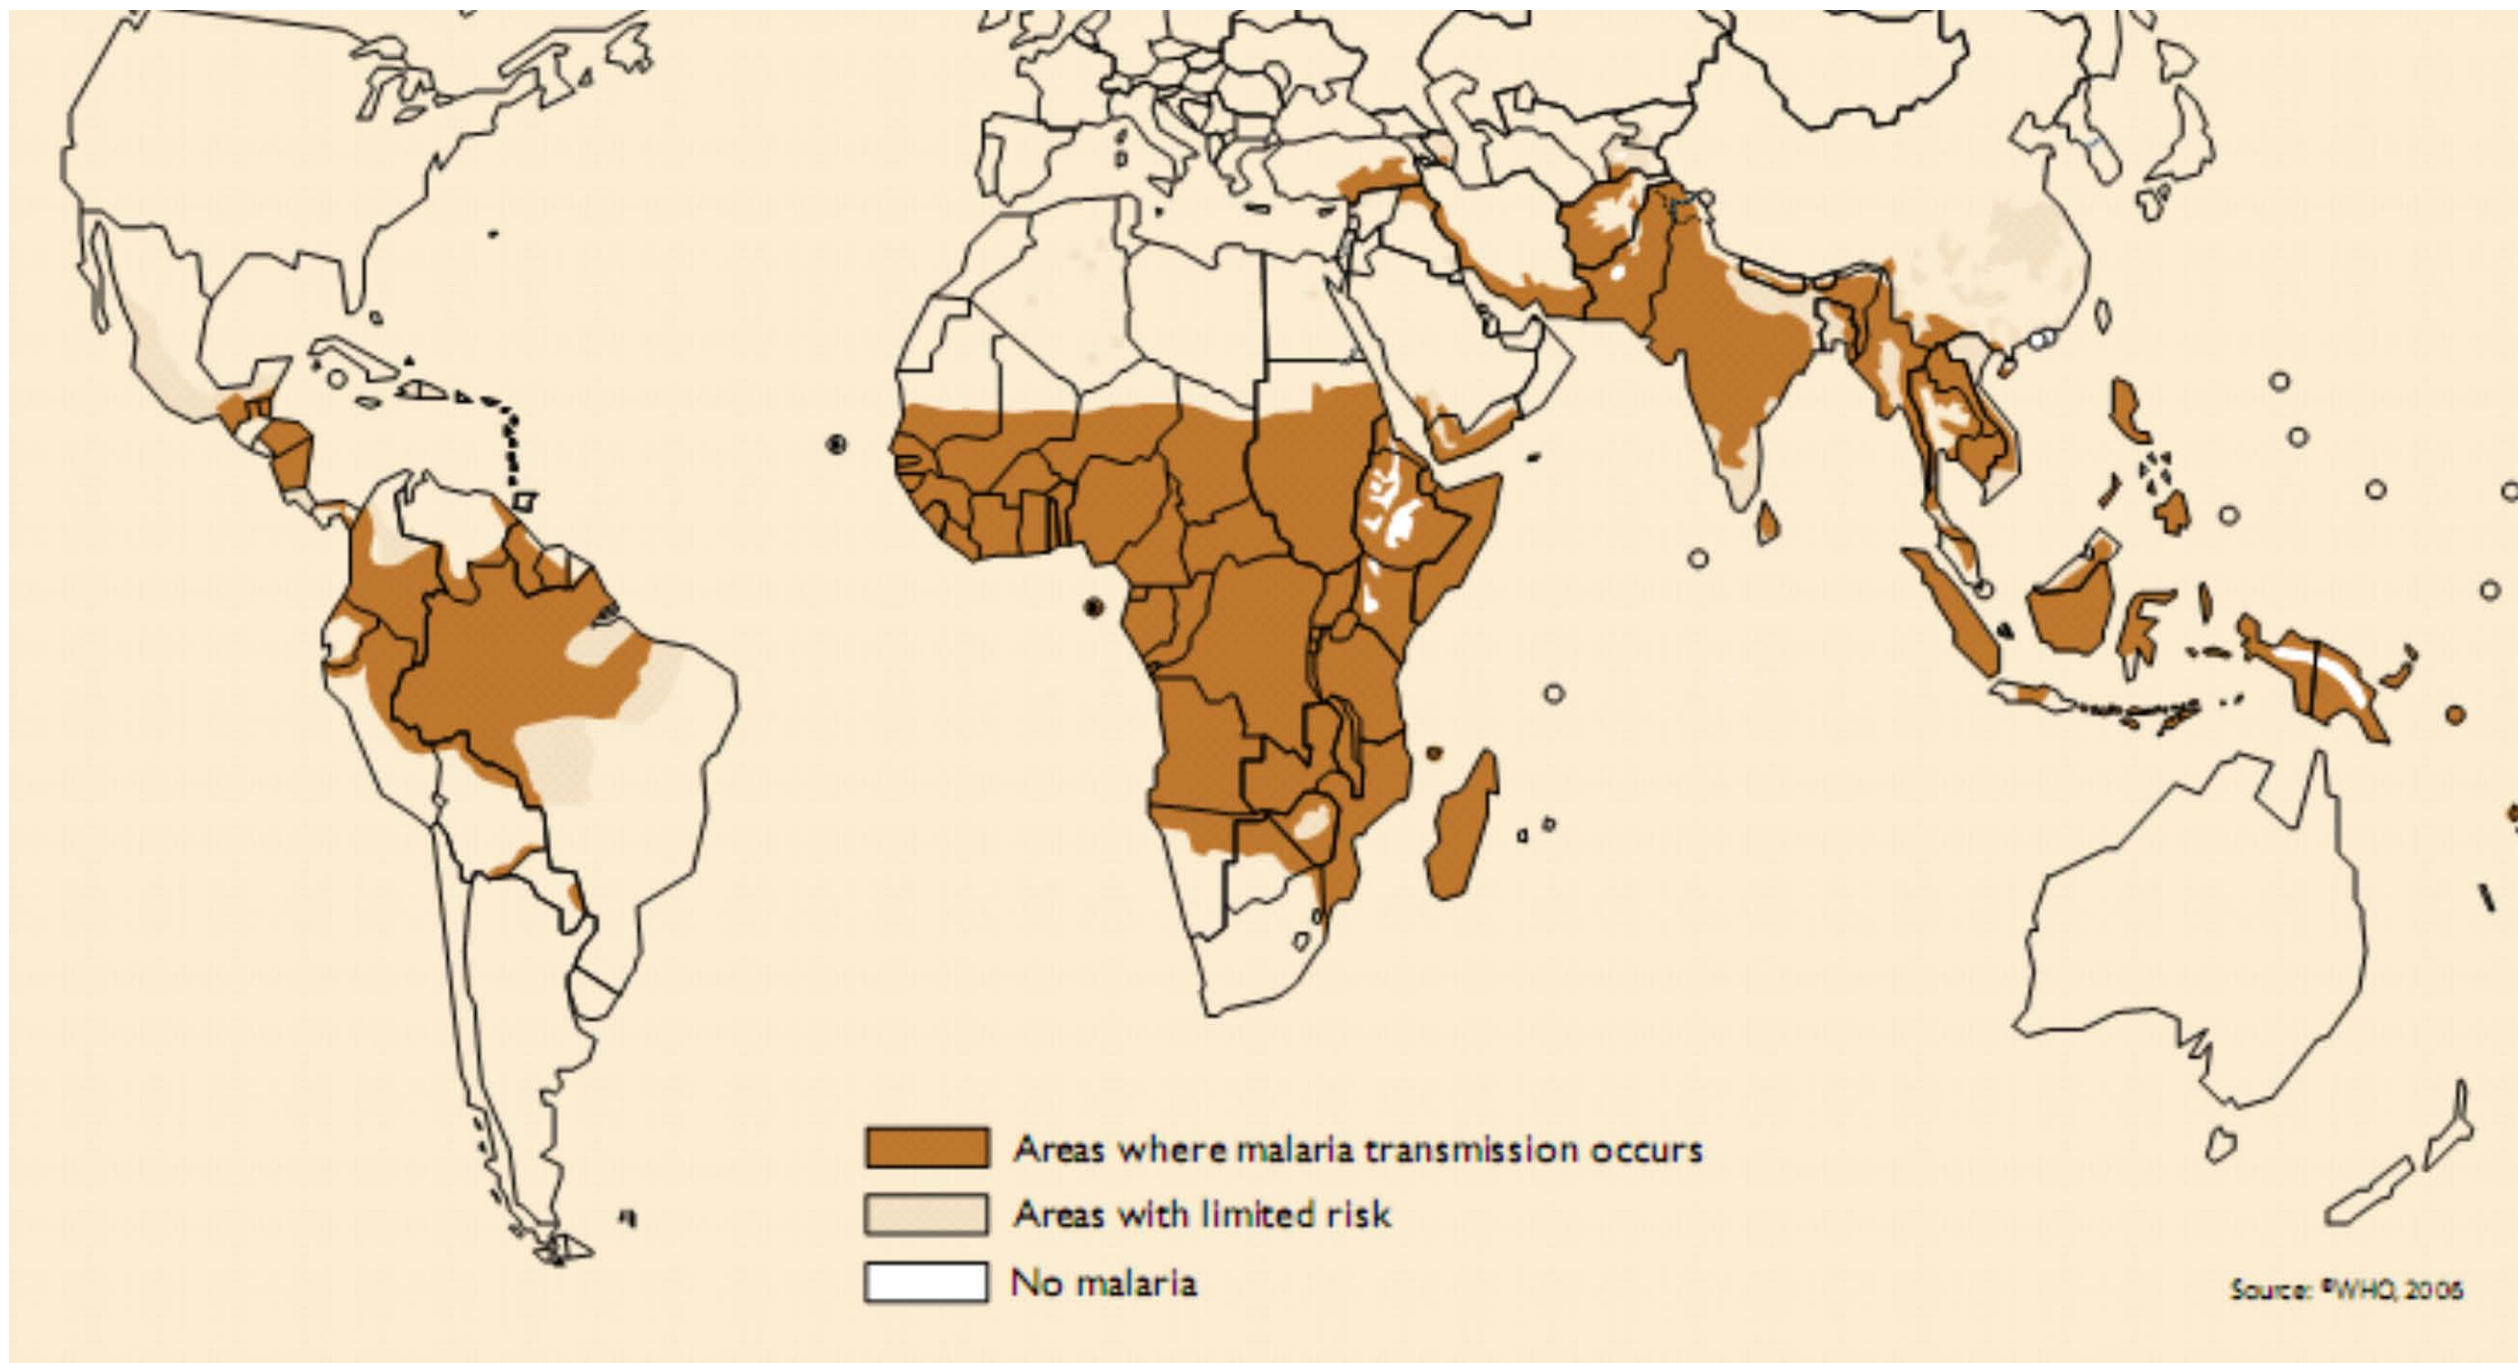 Areas where malaria transmission occurs
Areas with limited risk
No malaria
Source: ©WHO, 2006